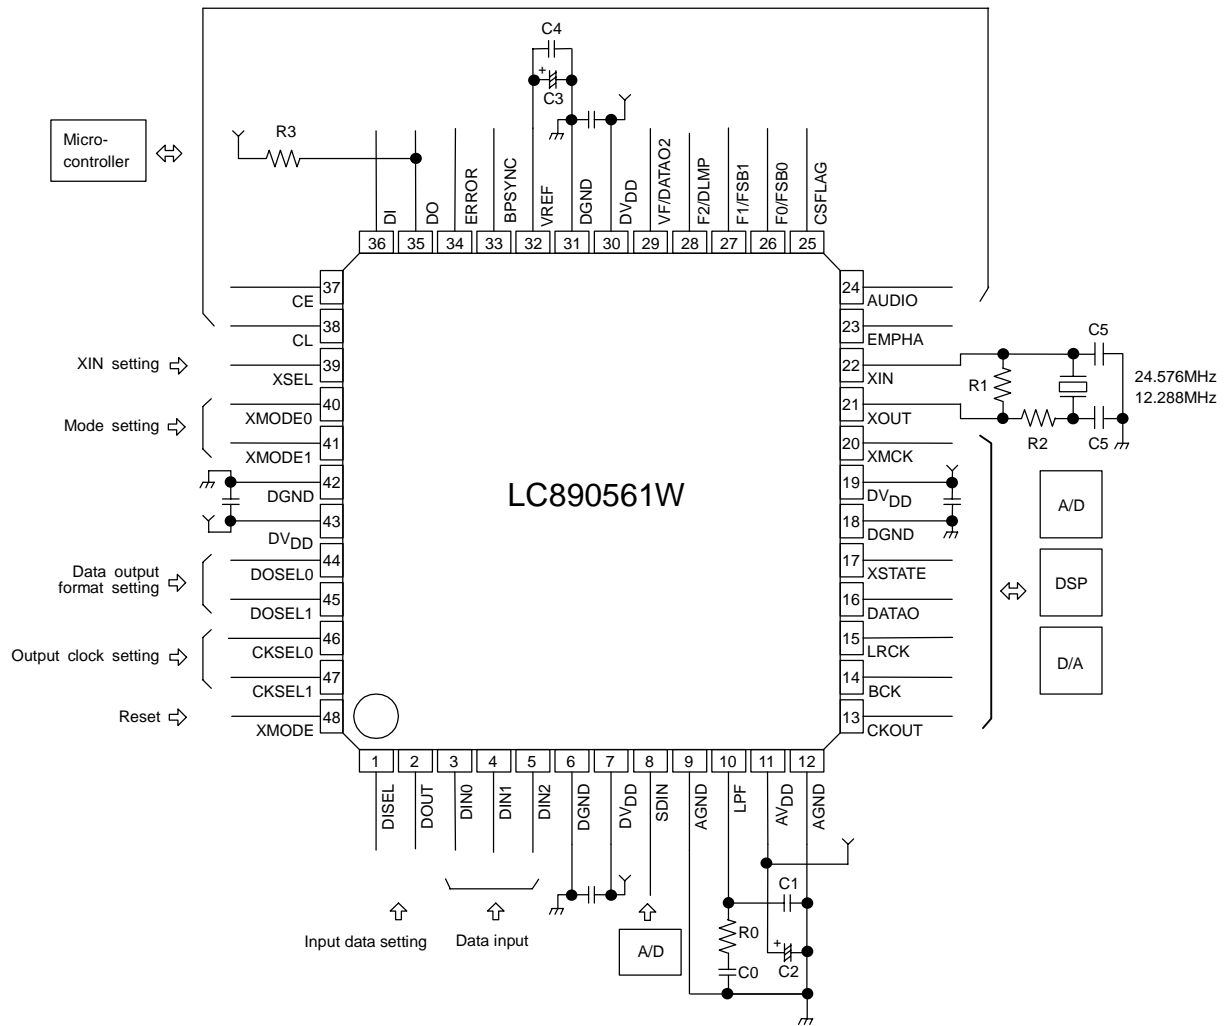 C4
+
C3
Micro-
controller
R3
DI
DO
ERROR
BPSYNC
VREF
DGND
DVDD
VF/DATAO2
F2/DLMP
F1/FSB1
F0/FSB0
CSFLAG
36
35
34
33
32
31
30
29
28
27
26
25
37
CE
38
CL
XIN setting
39
XSEL
Mode setting
40
XMODE0
41
XMODE1
42
DGND
43
DVDD
Data output
format setting
44
DOSEL0
45
DOSEL1
Output clock setting
46
CKSEL0
47
CKSEL1
Reset
48
XMODE
LC890561W
24
AUDIO
23
EMPHA
22
XIN
21
XOUT
20
XMCK
19
DVDD
18
DGND
17
XSTATE
16
DATAO
15
LRCK
14
BCK
13
CKOUT
C5
R1
R2
C5
24.576MHz
12.288MHz
A/D
DSP
D/A
1
2
3
4
5
6
7
8
9
10
11
12
DISEL
DOUT
DIN0
DIN1
DIN2
DGND
DVDD
SDIN
AGND
LPF
AVDD
AGND
Input data setting
Data input
A/D
C1
R0
+
C0
C2